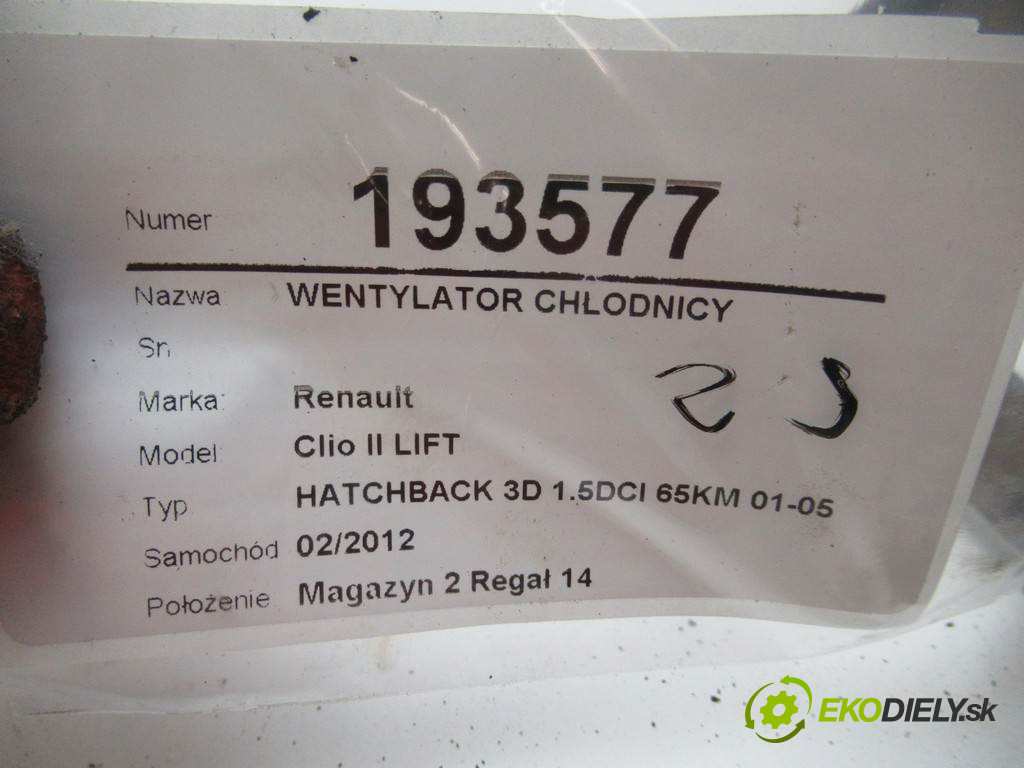 Numer 193577
Nazwa WENTYLATOR CHŁODNICY
Sn
Marka: Renault
Model: Clio II LIFT
Typ HATCHBACK 3D 1.5DCI 65KM 01-05
Samochód 02/2012
Położenie Magazyn 2 Regał 14
EKODIELY.sk